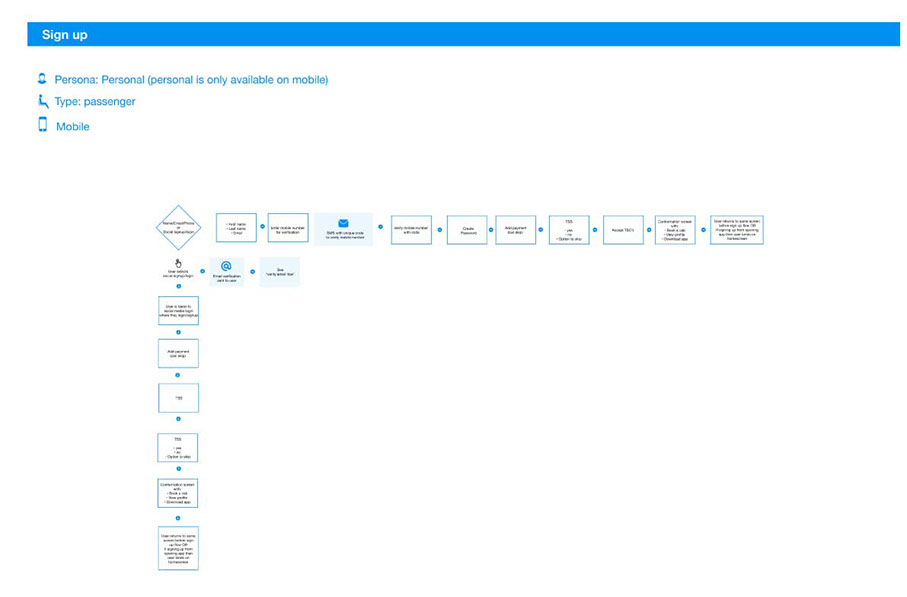 Sign up
Persona: Personal (personal is only available on mobile)
Type: passenger
Mobile
Name/Email/Phone
or
Social signup/login
- First name
- Last name
- Email
Enter mobile number
for verification
SMS with unique code
to verify mobile number
Verify mobile number
with code
Create
Password
Add payment
(can skip)
TBS
- yes
- no
- Option to skip
Accept T&C's
Confirmation screen
with:
- Book a cab
- View profile
- Download app
User returns to same screen
before sign up flow OR
if signing up from opening
app then user lands on
homescreen
User selects
social signup/login
Email verification
sent to user
See
"verify email flow"
User is taken to
social media login
where they login/signup
Add payment
(can skip)
TBS
TBS
- yes
- no
- Option to skip
Confirmation screen
with:
- Book a cab
- View profile
- Download app
User returns to same
screen before sign
up flow OR
if signing up from
opening app then
user lands on
homescreen